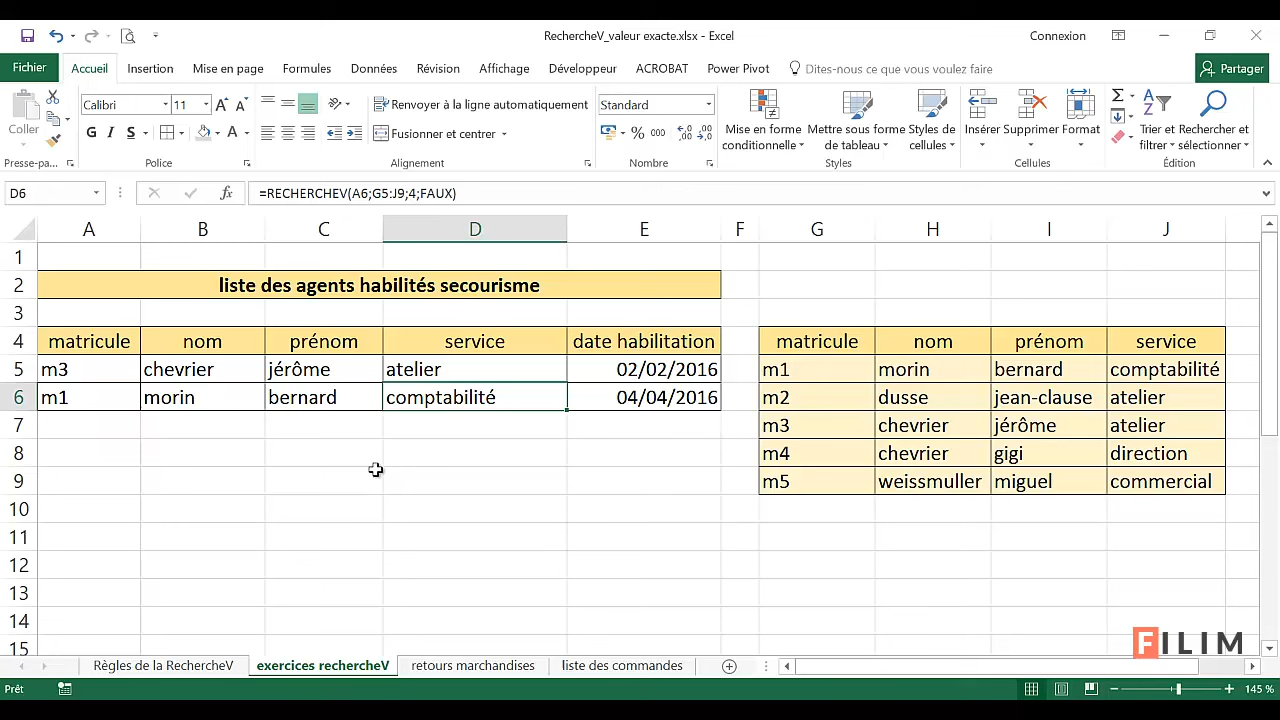 RechercheV_valeur exacte.xlsx - Excel
Connexion
Fichier Accueil Insertion Mise en page Formules Données Révision Affichage Développeur ACROBAT Power Pivot Dites-nous ce que vous voulez faire Partager
Coller
Calibri 11
Renvoyer à la ligne automatiquement
Standard
G I S
Fusionner et centrer
% 000
Mise en forme conditionnelle
Mettre sous forme de tableau
Styles de cellules
Insérer Supprimer Format
Trier et filtrer
Rechercher et sélectionner
Presse-pa... Police Alignement Nombre Styles Cellules Édition
D6 fx =RECHERCHEV(A6;G5:J9;4;FAUX)
A B C D E F G H I J
1
2 liste des agents habilités secourisme
3
4 matricule nom prénom service date habilitation matricule nom prénom service
5 m3 chevrier jérôme atelier 02/02/2016 m1 morin bernard comptabilité
6 m1 morin bernard comptabilité 04/04/2016 m2 dusse jean-clause atelier
7 m3 chevrier jérôme atelier
8 m4 chevrier gigi direction
9 m5 weissmuller miguel commercial
10
11
12
13
14
15
FILIM
Règles de la RechercheV exercices rechercheV retours marchandises liste des commandes
Prêt 145 %